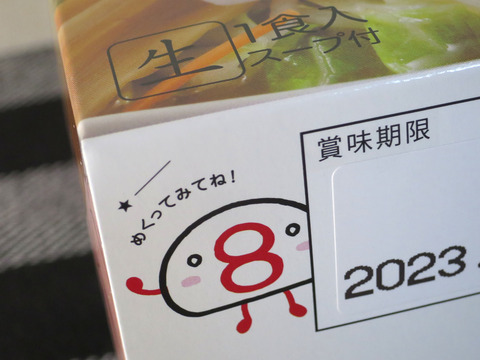 生
1食入
スープ付
賞味期限
★めくってみてね!
8
2023.